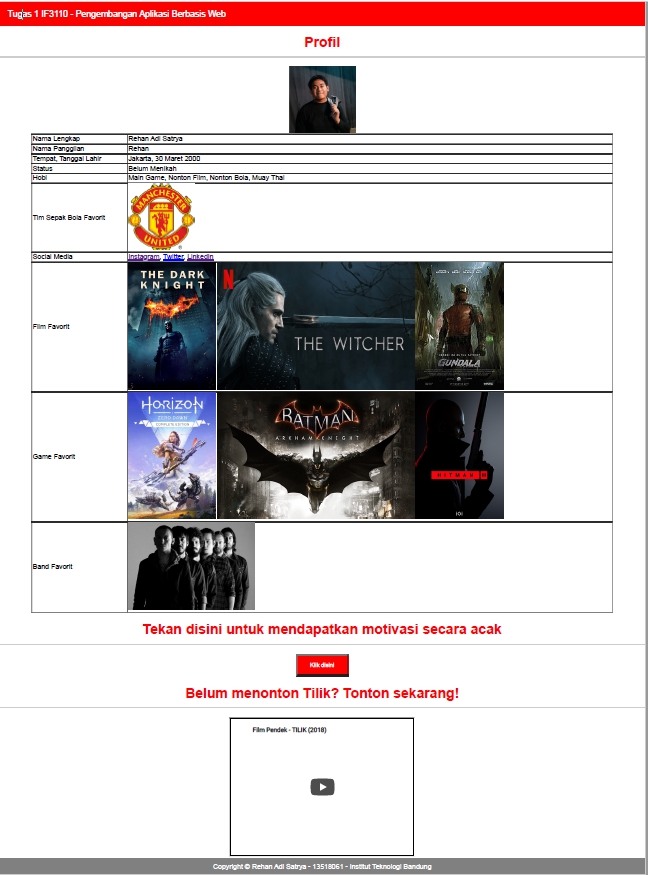 Tugas 1 IF3110 - Pengembangan Aplikasi Berbasis Web
Profil
Nama Lengkap Rehan Adi Satrya
Nama Panggilan Rehan
Tempat, Tanggal Lahir Jakarta, 30 Maret 2000
Status Belum Menikah
Hobi Main Game, Nonton Film, Nonton Bola, Muay Thai
Tim Sepak Bola Favorit
MANCHESTER
UNITED
Social Media Instagram, Twitter, Linkedin
Film Favorit
THE DARK
KNIGHT
N
THE WITCHER
GUNDALA
Game Favorit
HORIZON
ZERO DAWN
COMPLETE EDITION
BATMAN
ARKHAM KNIGHT
HITMAN III
IOI
Band Favorit
Tekan disini untuk mendapatkan motivasi secara acak
Klik disini
Belum menonton Tilik? Tonton sekarang!
Film Pendek - TILIK (2018)
Copyright © Rehan Adi Satrya - 13518061 - Institut Teknologi Bandung